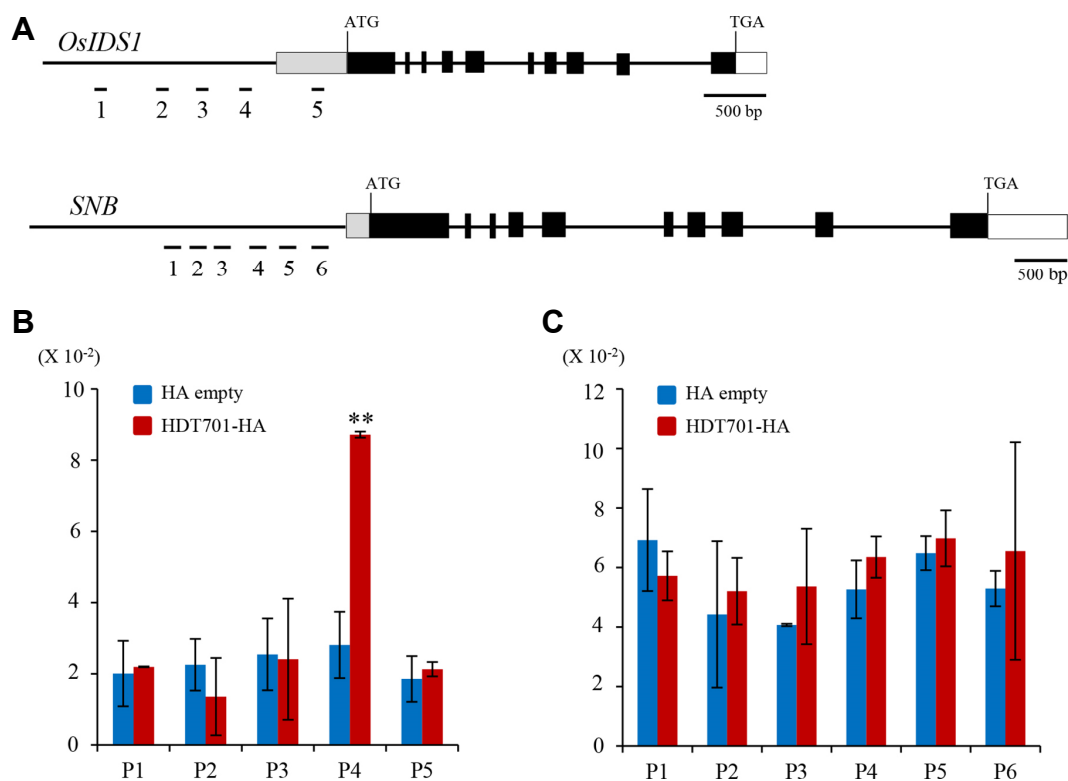 A
OsIDS1
ATG
TGA
1 2 3 4 5
500 bp
SNB
ATG
TGA
1 2 3 4 5 6
500 bp
B
(X 10⁻²)
HA empty
HDT701-HA
10
8
6
4
2
0
**
P1 P2 P3 P4 P5
C
(X 10⁻²)
HA empty
HDT701-HA
12
10
8
6
4
2
0
P1 P2 P3 P4 P5 P6